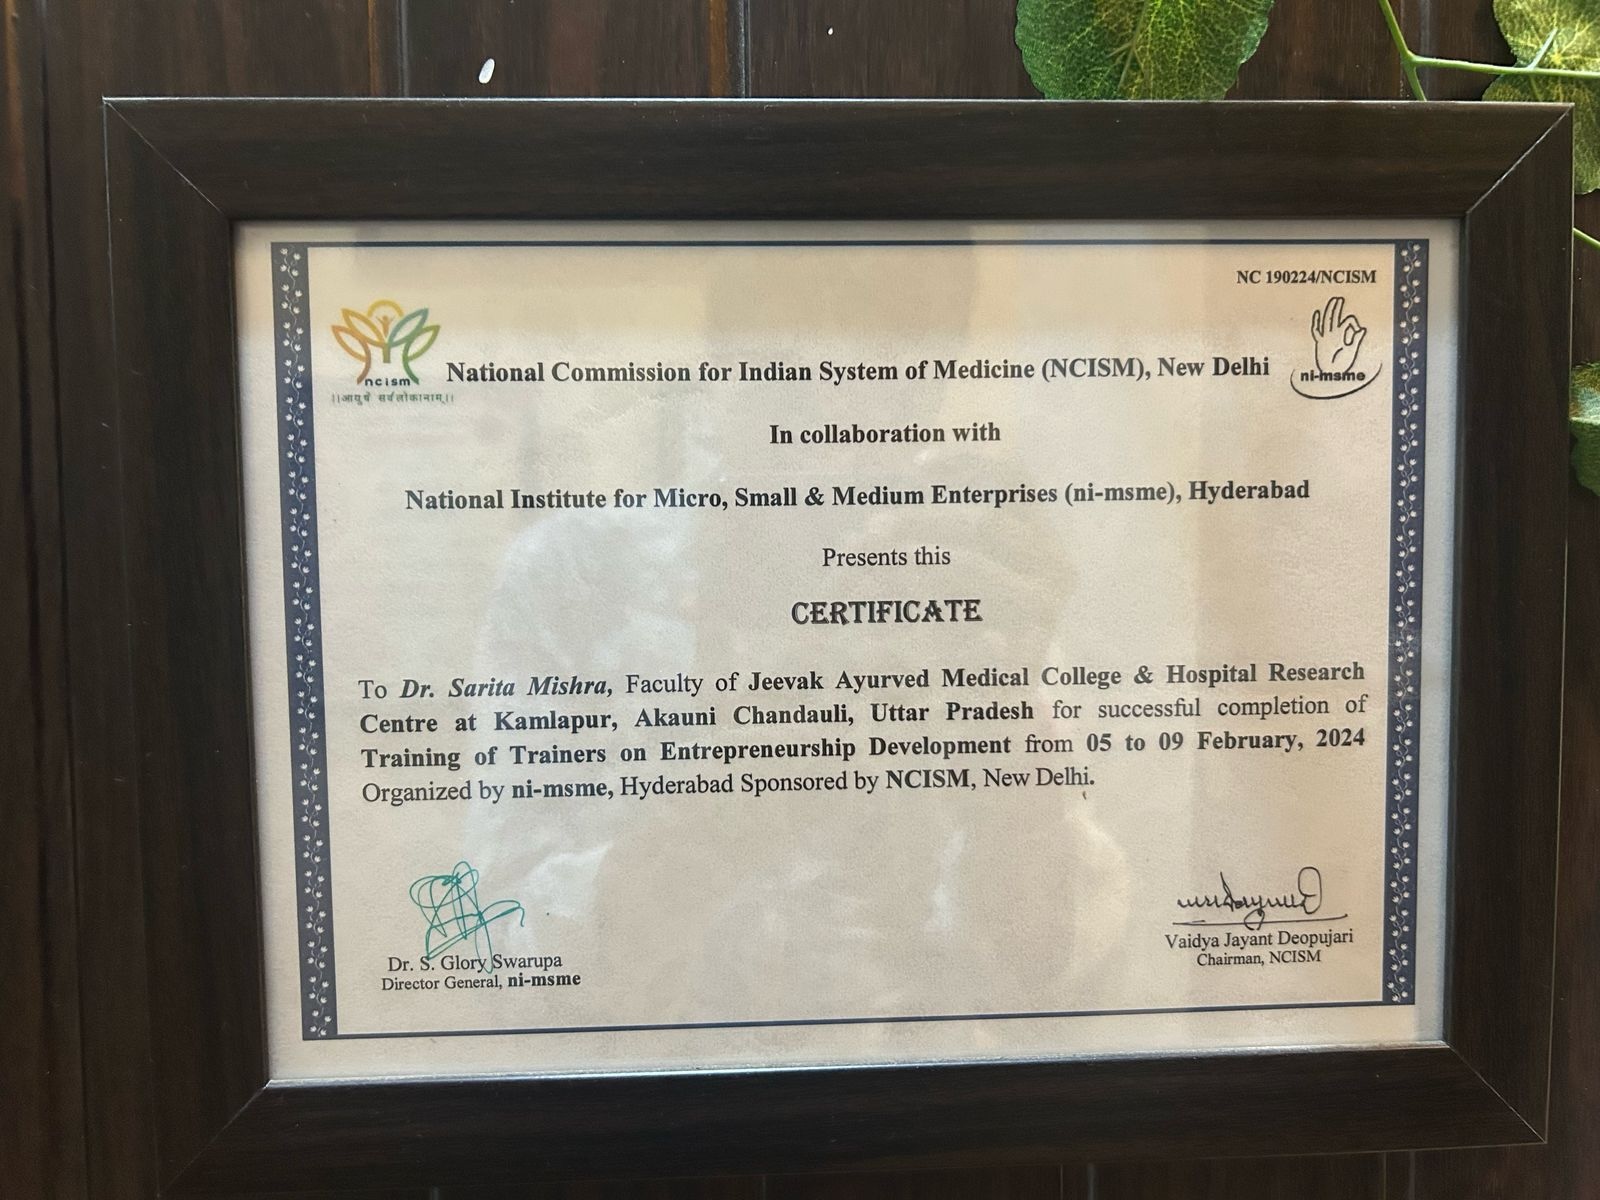 NC 190224/NCISM
ncism
||आयुषे सर्वलोकानाम्||
ni-msme
National Commission for Indian System of Medicine (NCISM), New Delhi
In collaboration with
National Institute for Micro, Small & Medium Enterprises (ni-msme), Hyderabad
Presents this
CERTIFICATE
To Dr. Sarita Mishra, Faculty of Jeevak Ayurved Medical College & Hospital Research
Centre at Kamlapur, Akauni Chandauli, Uttar Pradesh for successful completion of
Training of Trainers on Entrepreneurship Development from 05 to 09 February, 2024
Organized by ni-msme, Hyderabad Sponsored by NCISM, New Delhi.
Dr. S. Glory Swarupa
Director General, ni-msme
Vaidya Jayant Deopujari
Chairman, NCISM